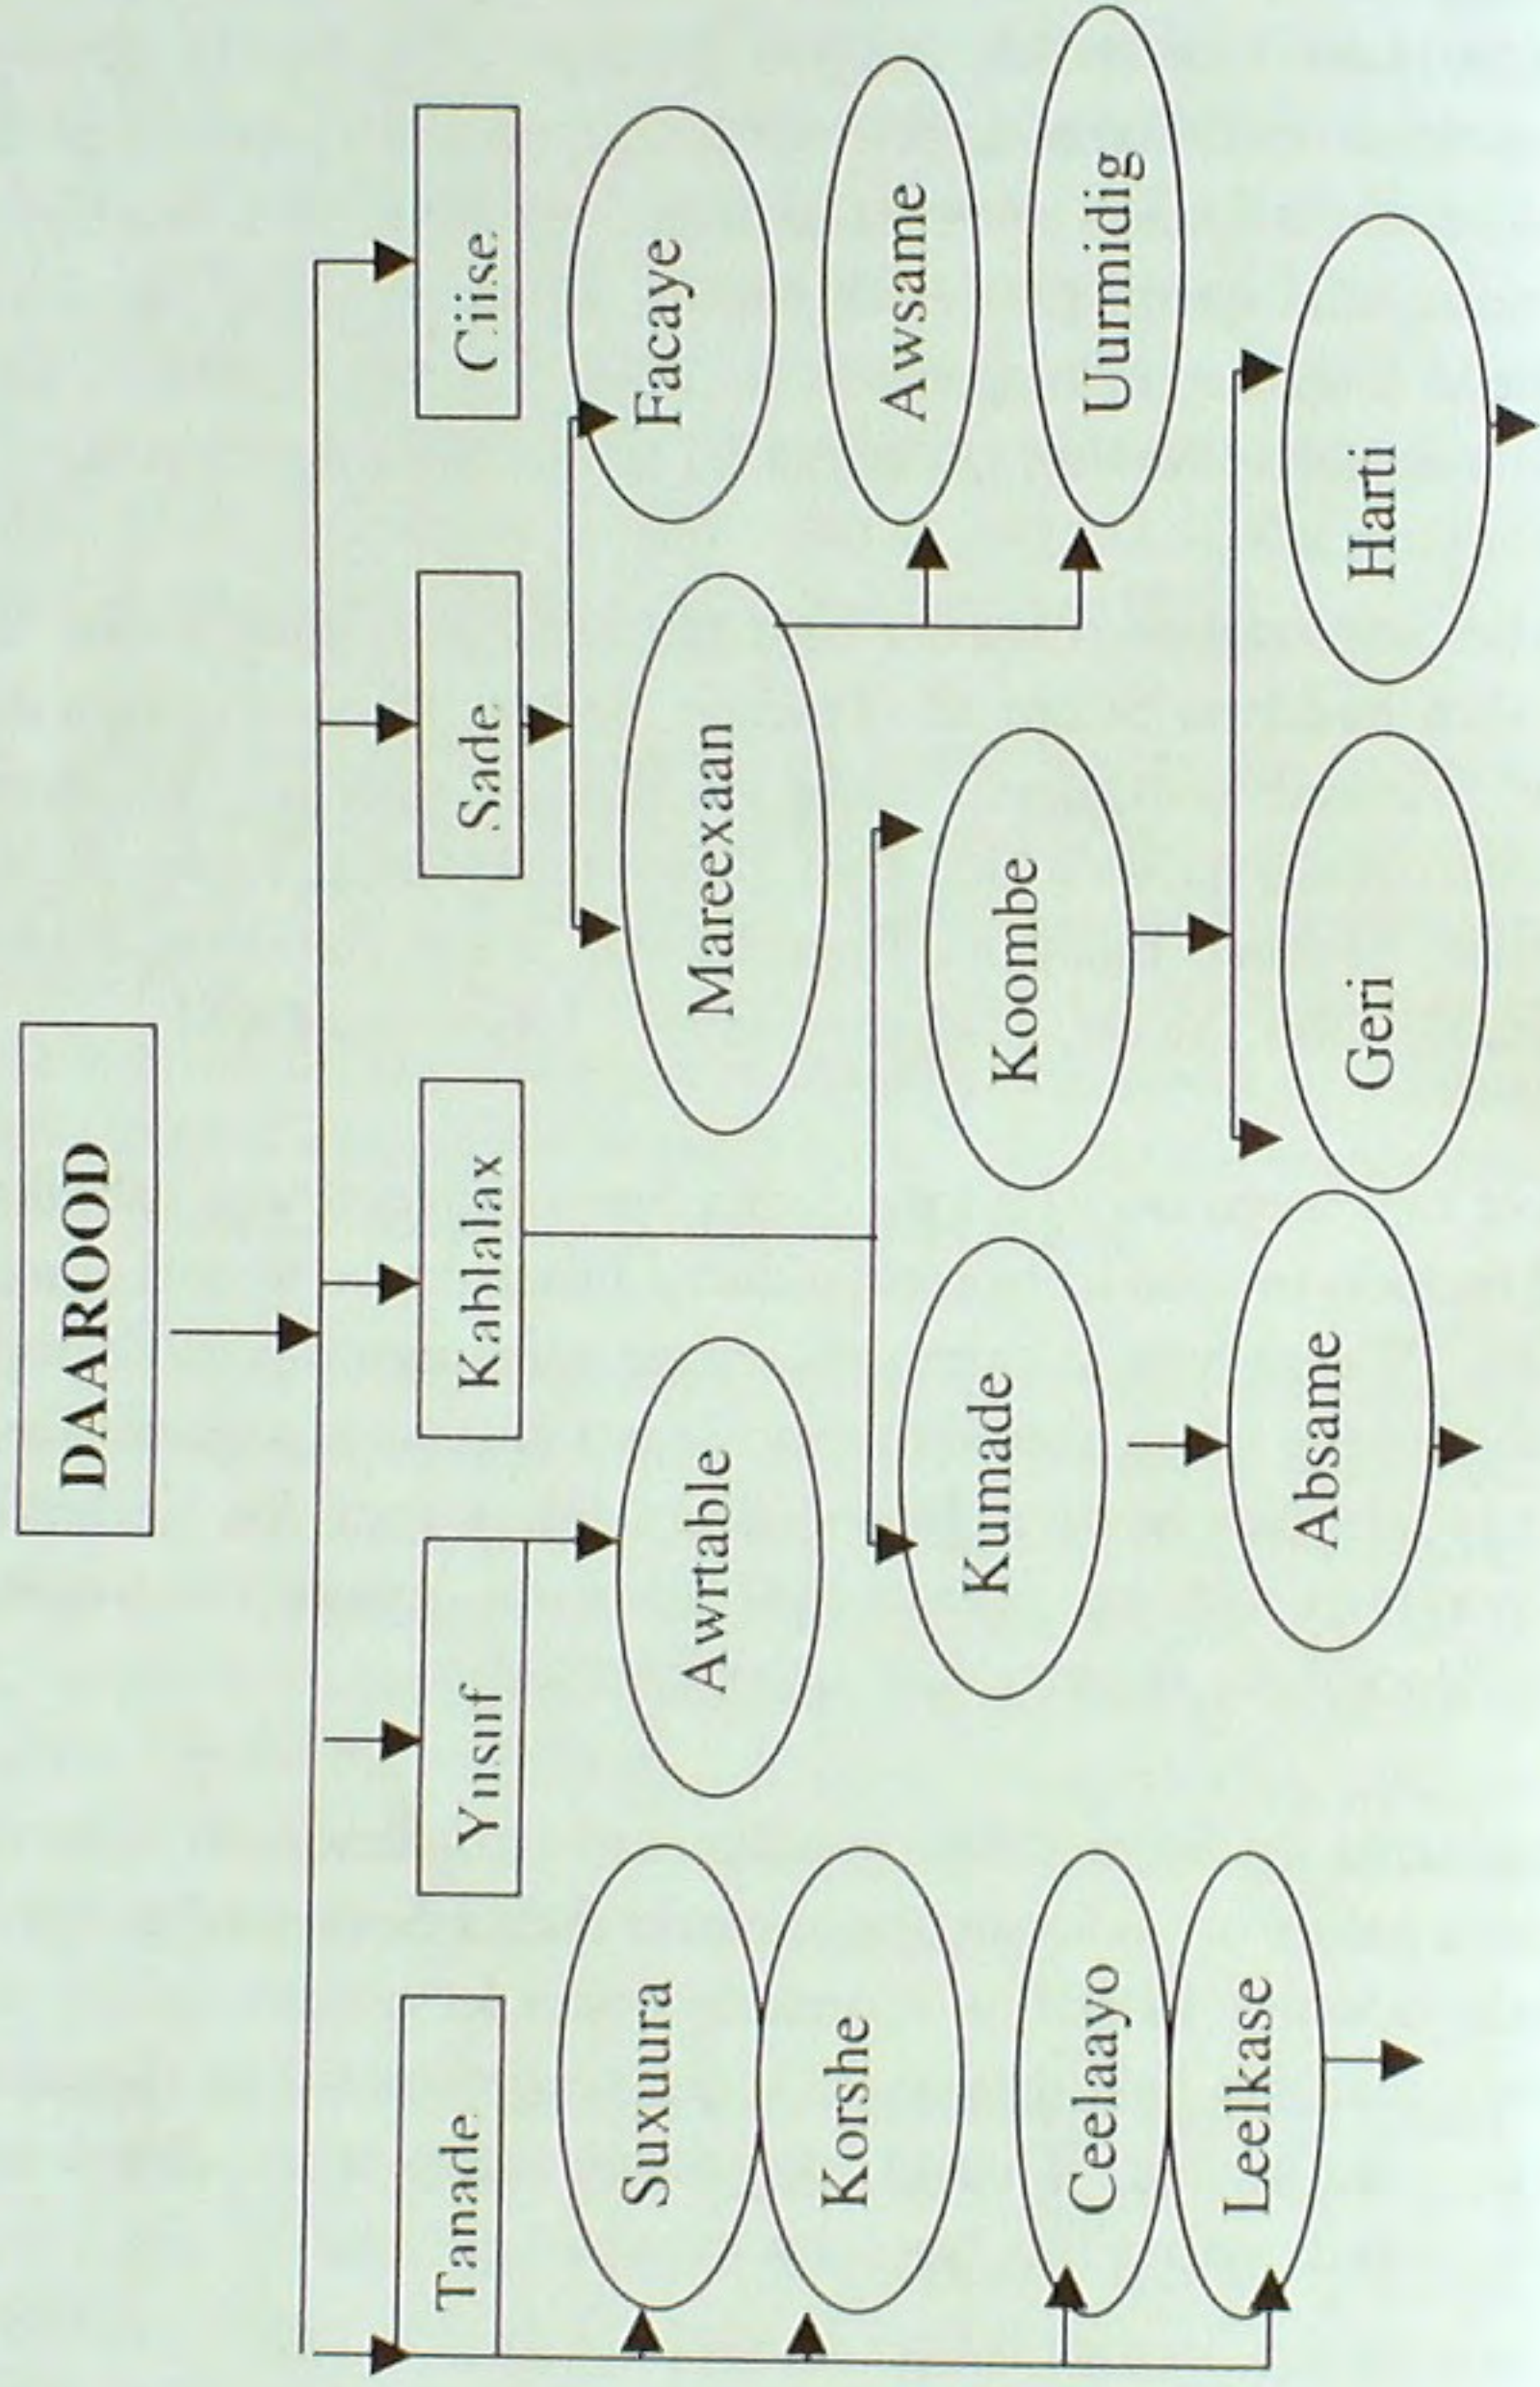 DAAROOD
Tanade
Yusuf
Kablalax
Sade
Ciise
Suxuura
Korshe
Ceelaayo
Leelkase
Awrtable
Kumade
Koombe
Absame
Geri
Harti
Mareexaan
Facaye
Awsame
Uurmidig